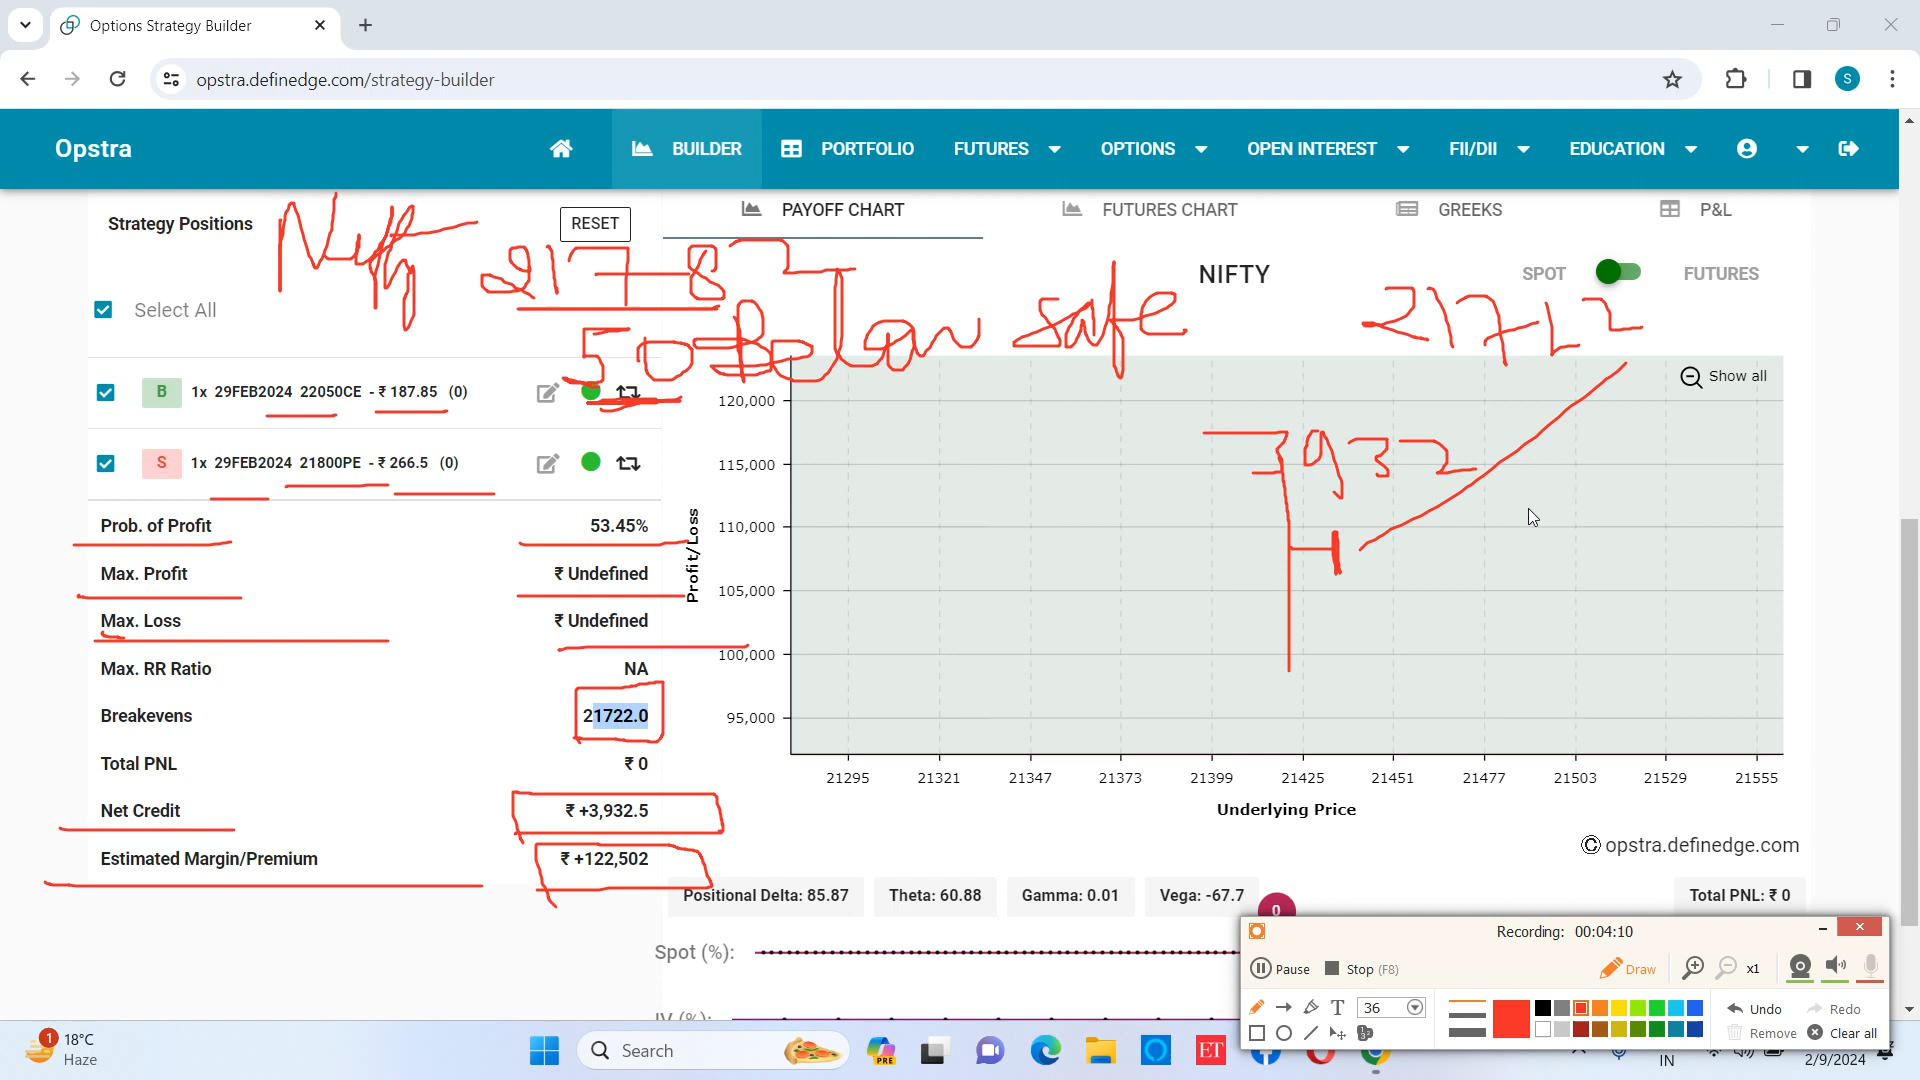 Options Strategy Builder
opstra.definedge.com/strategy-builder
S
Opstra
BUILDER
PORTFOLIO
FUTURES
OPTIONS
OPEN INTEREST
FII/DII
EDUCATION
Strategy Positions
RESET
Nifty
217
8
50 Below safe
PAYOFF CHART
FUTURES CHART
GREEKS
P&L
NIFTY
SPOT
FUTURES
Select All
B 1x 29FEB2024 22050CE - ₹ 187.85 (0)
S 1x 29FEB2024 21800PE - ₹ 266.5 (0)
Prob. of Profit 53.45%
Max. Profit ₹ Undefined
Max. Loss ₹ Undefined
Max. RR Ratio NA
Breakevens 21722.0
Total PNL ₹ 0
Net Credit ₹ +3,932.5
Estimated Margin/Premium ₹ +122,502
Show all
3932
Profit/Loss
120,000
115,000
110,000
105,000
100,000
95,000
21295 21321 21347 21373 21399 21425 21451 21477 21503 21529 21555
Underlying Price
© opstra.definedge.com
Positional Delta: 85.87 Theta: 60.88 Gamma: 0.01 Vega: -67.7 Total PNL: ₹ 0
0
Spot (%):
IV (%):
Recording: 00:04:10
Pause Stop (F8) Draw x1
T 36 Undo Redo
Remove Clear all
1
18°C
Haze
Search
PRE
ET
IN
2/9/2024